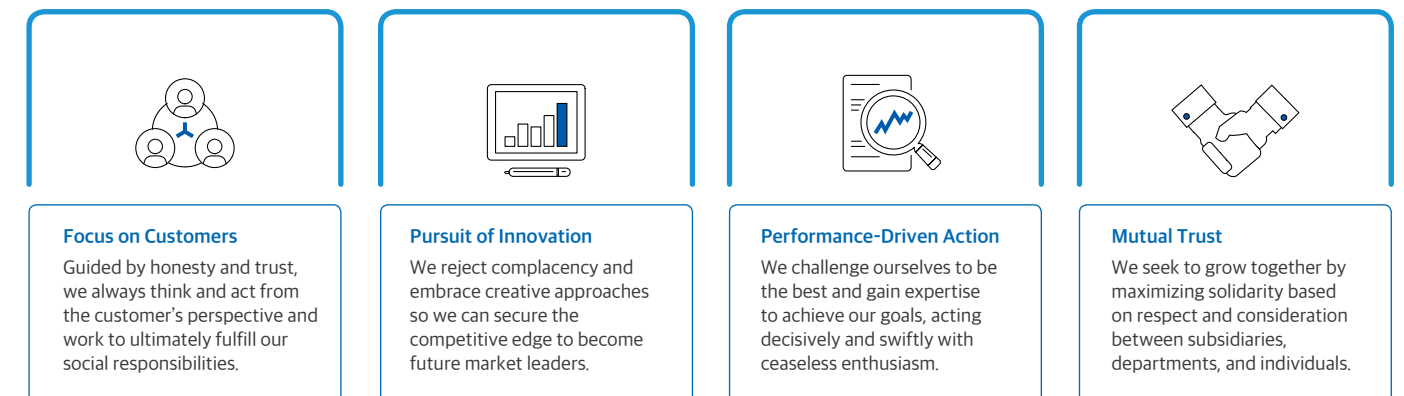 Focus on Customers
Guided by honesty and trust,
we always think and act from
the customer's perspective and
work to ultimately fulfill our
social responsibilities.
Pursuit of Innovation
We reject complacency and
embrace creative approaches
so we can secure the
competitive edge to become
future market leaders.
Performance-Driven Action
We challenge ourselves to be
the best and gain expertise
to achieve our goals, acting
decisively and swiftly with
ceaseless enthusiasm.
Mutual Trust
We seek to grow together by
maximizing solidarity based
on respect and consideration
between subsidiaries,
departments, and individuals.